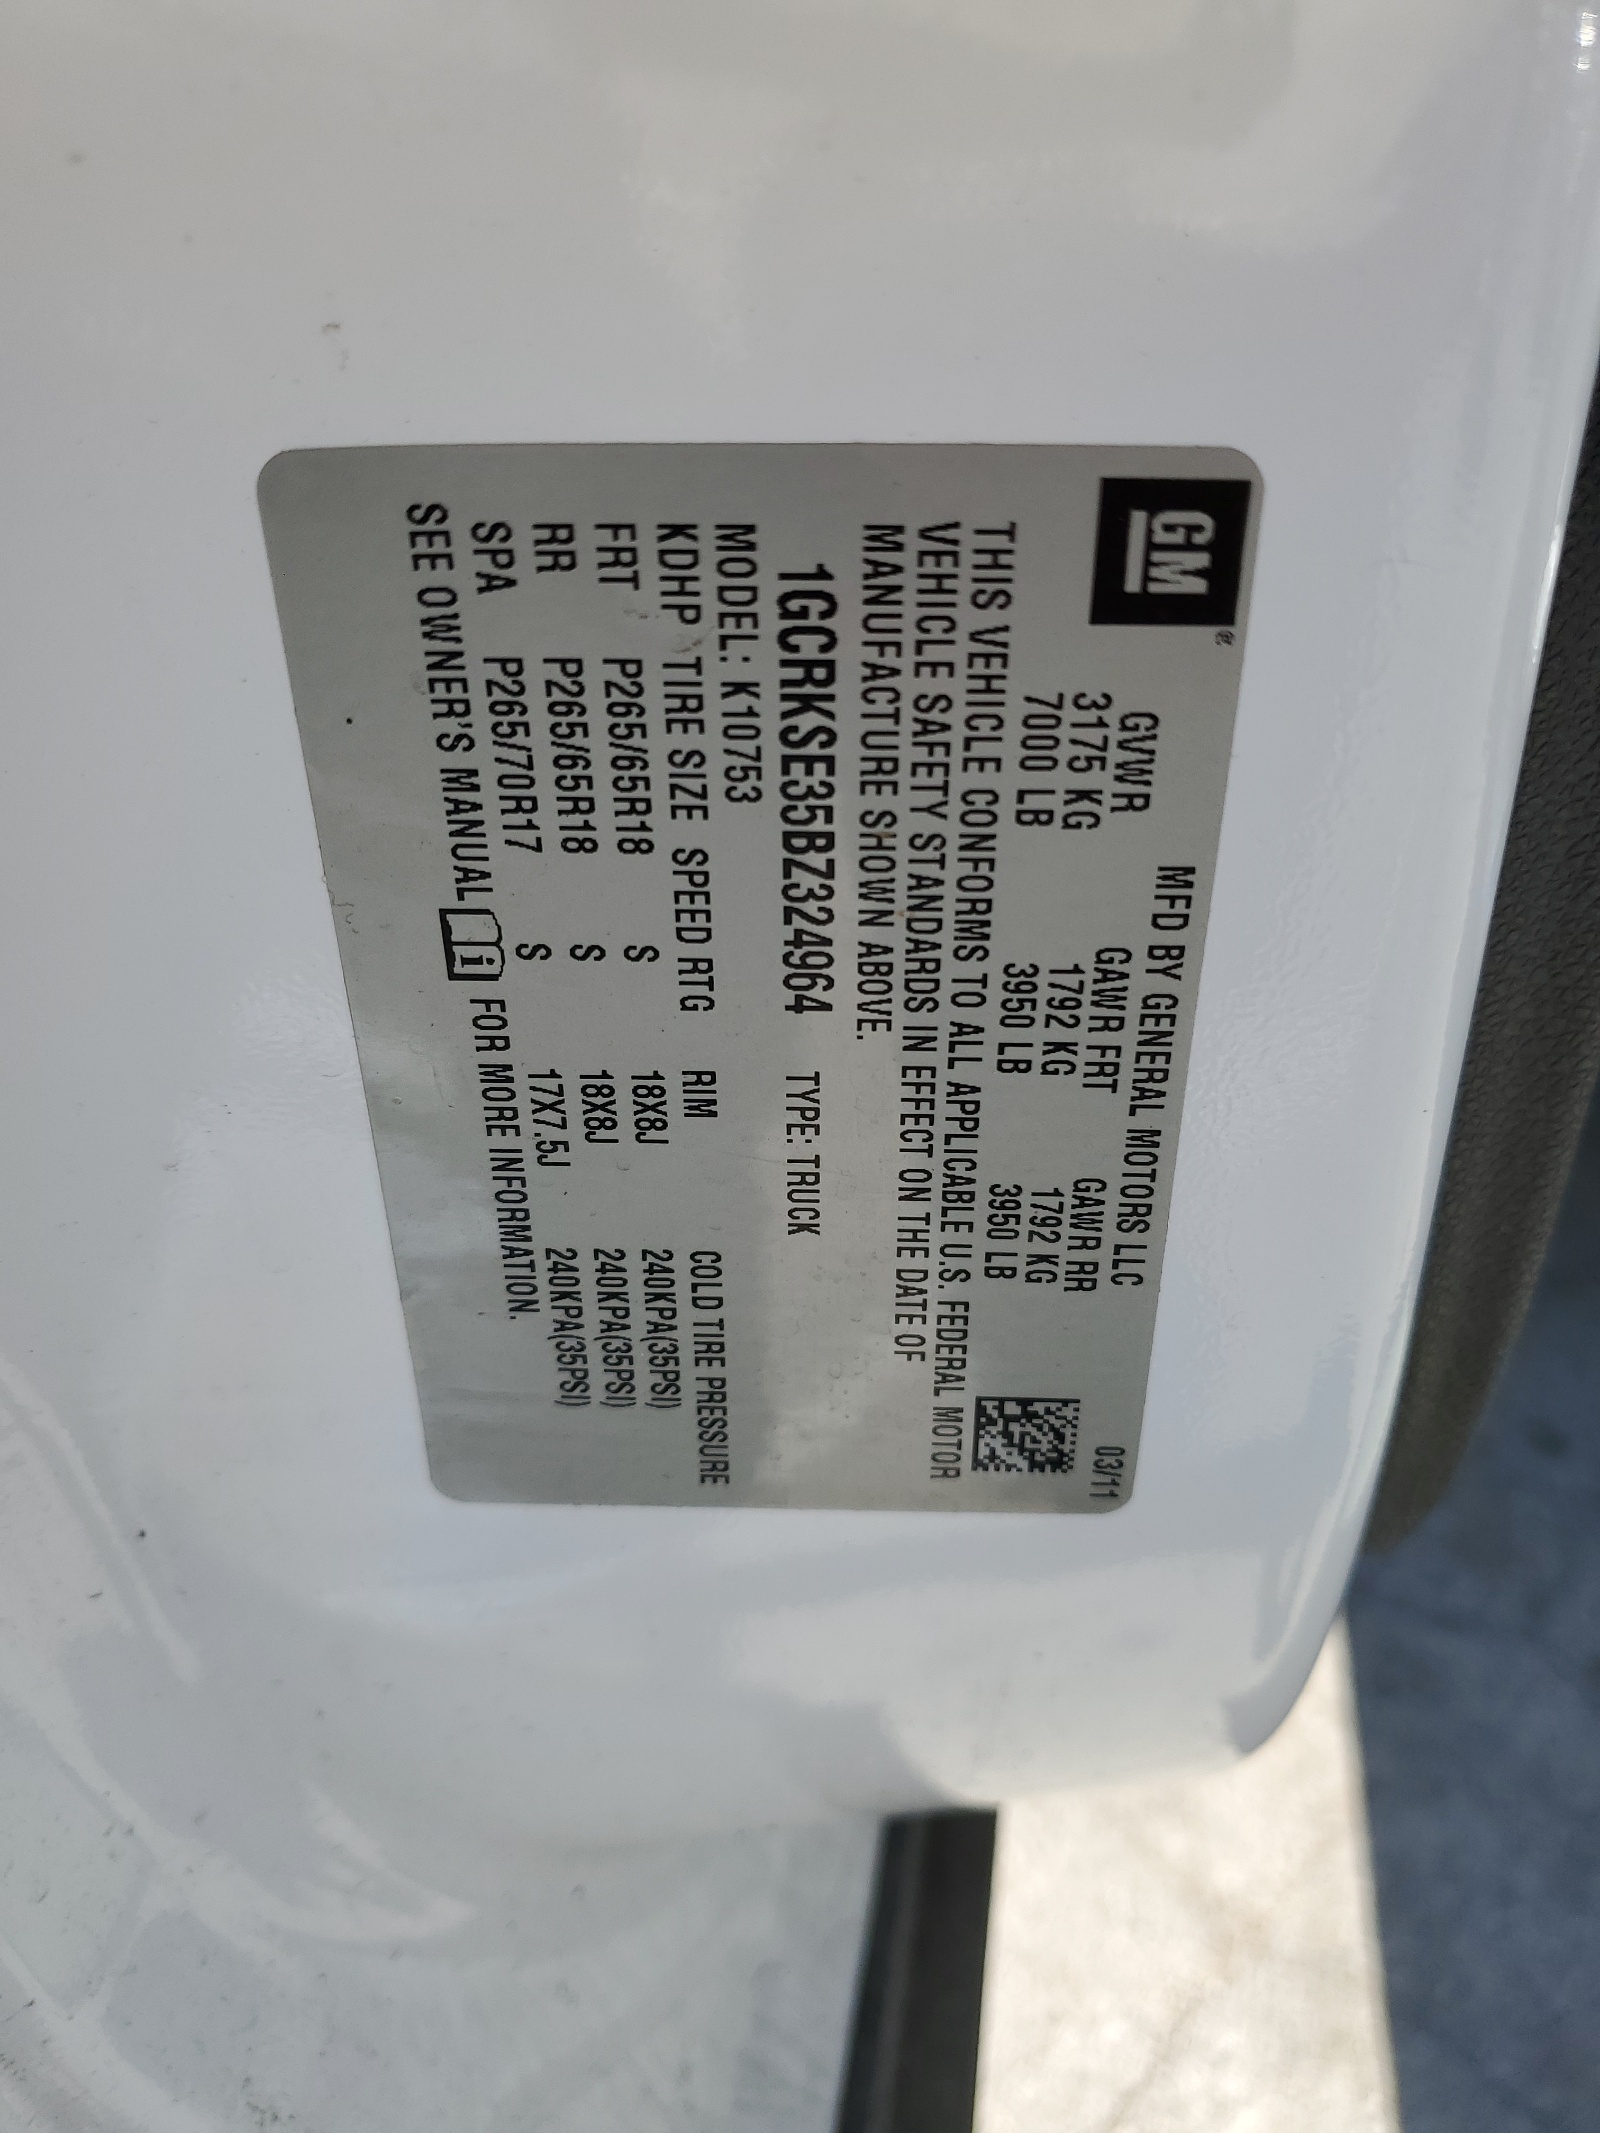 GM®
MFD BY GENERAL MOTORS LLC 03/11
GVWR GAWR FRT GAWR RR
3175 KG 1792 KG 1792 KG
7000 LB 3950 LB 3950 LB
THIS VEHICLE CONFORMS TO ALL APPLICABLE U.S. FEDERAL MOTOR
VEHICLE SAFETY STANDARDS IN EFFECT ON THE DATE OF
MANUFACTURE SHOWN ABOVE.
1GCRKSE35BZ324964 TYPE: TRUCK
MODEL: K10753
KDHP TIRE SIZE SPEED RTG RIM COLD TIRE PRESSURE
FRT P265/65R18 S 18X8J 240KPA(35PSI)
RR P265/65R18 S 18X8J 240KPA(35PSI)
SPA P265/70R17 S 17X7.5J 240KPA(35PSI)
SEE OWNER'S MANUAL i FOR MORE INFORMATION.